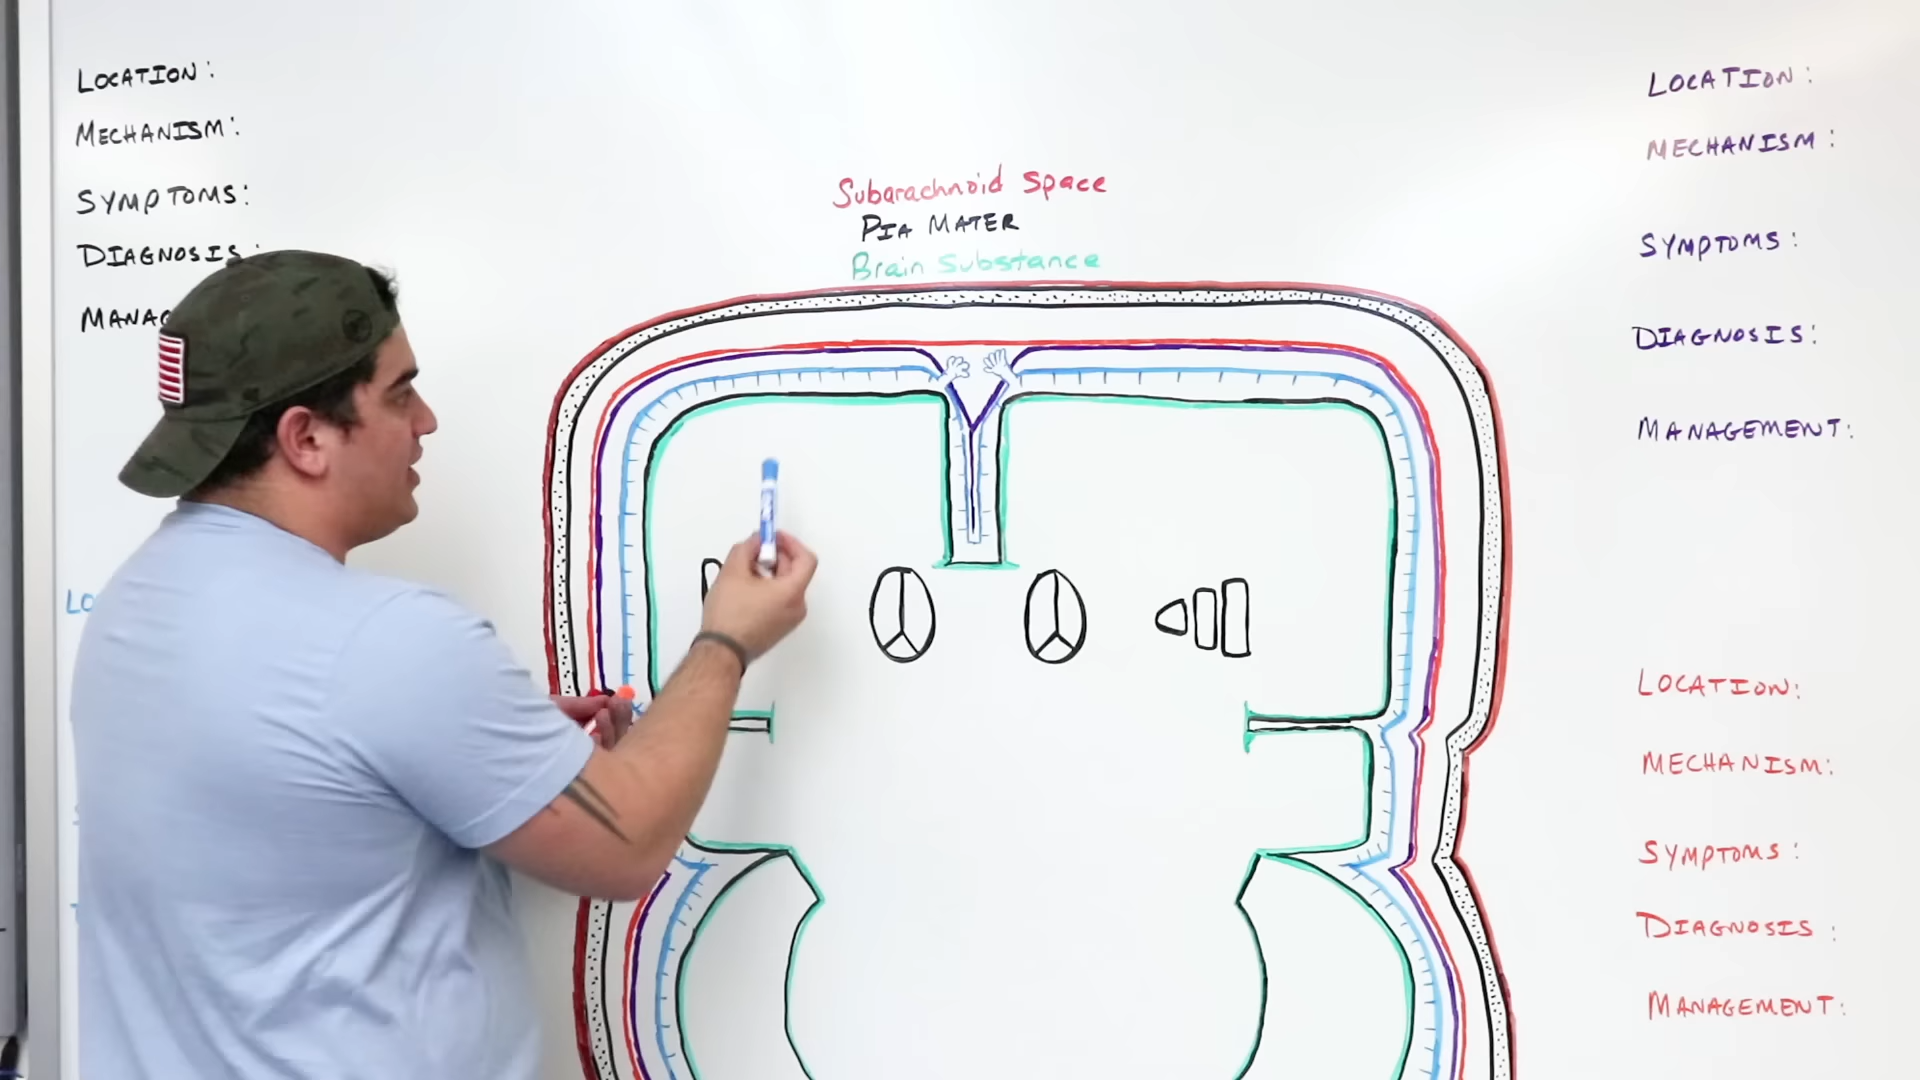 LOCATION:
MECHANISM:
SYMPTOMS:
DIAGNOSIS:
Subarachnoid Space
PIA MATER
Brain Substance
LOCATION:
MECHANISM:
SYMPTOMS:
DIAGNOSIS:
MANAGEMENT:
LOCATION:
MECHANISM:
SYMPTOMS:
DIAGNOSIS:
MANAGEMENT: